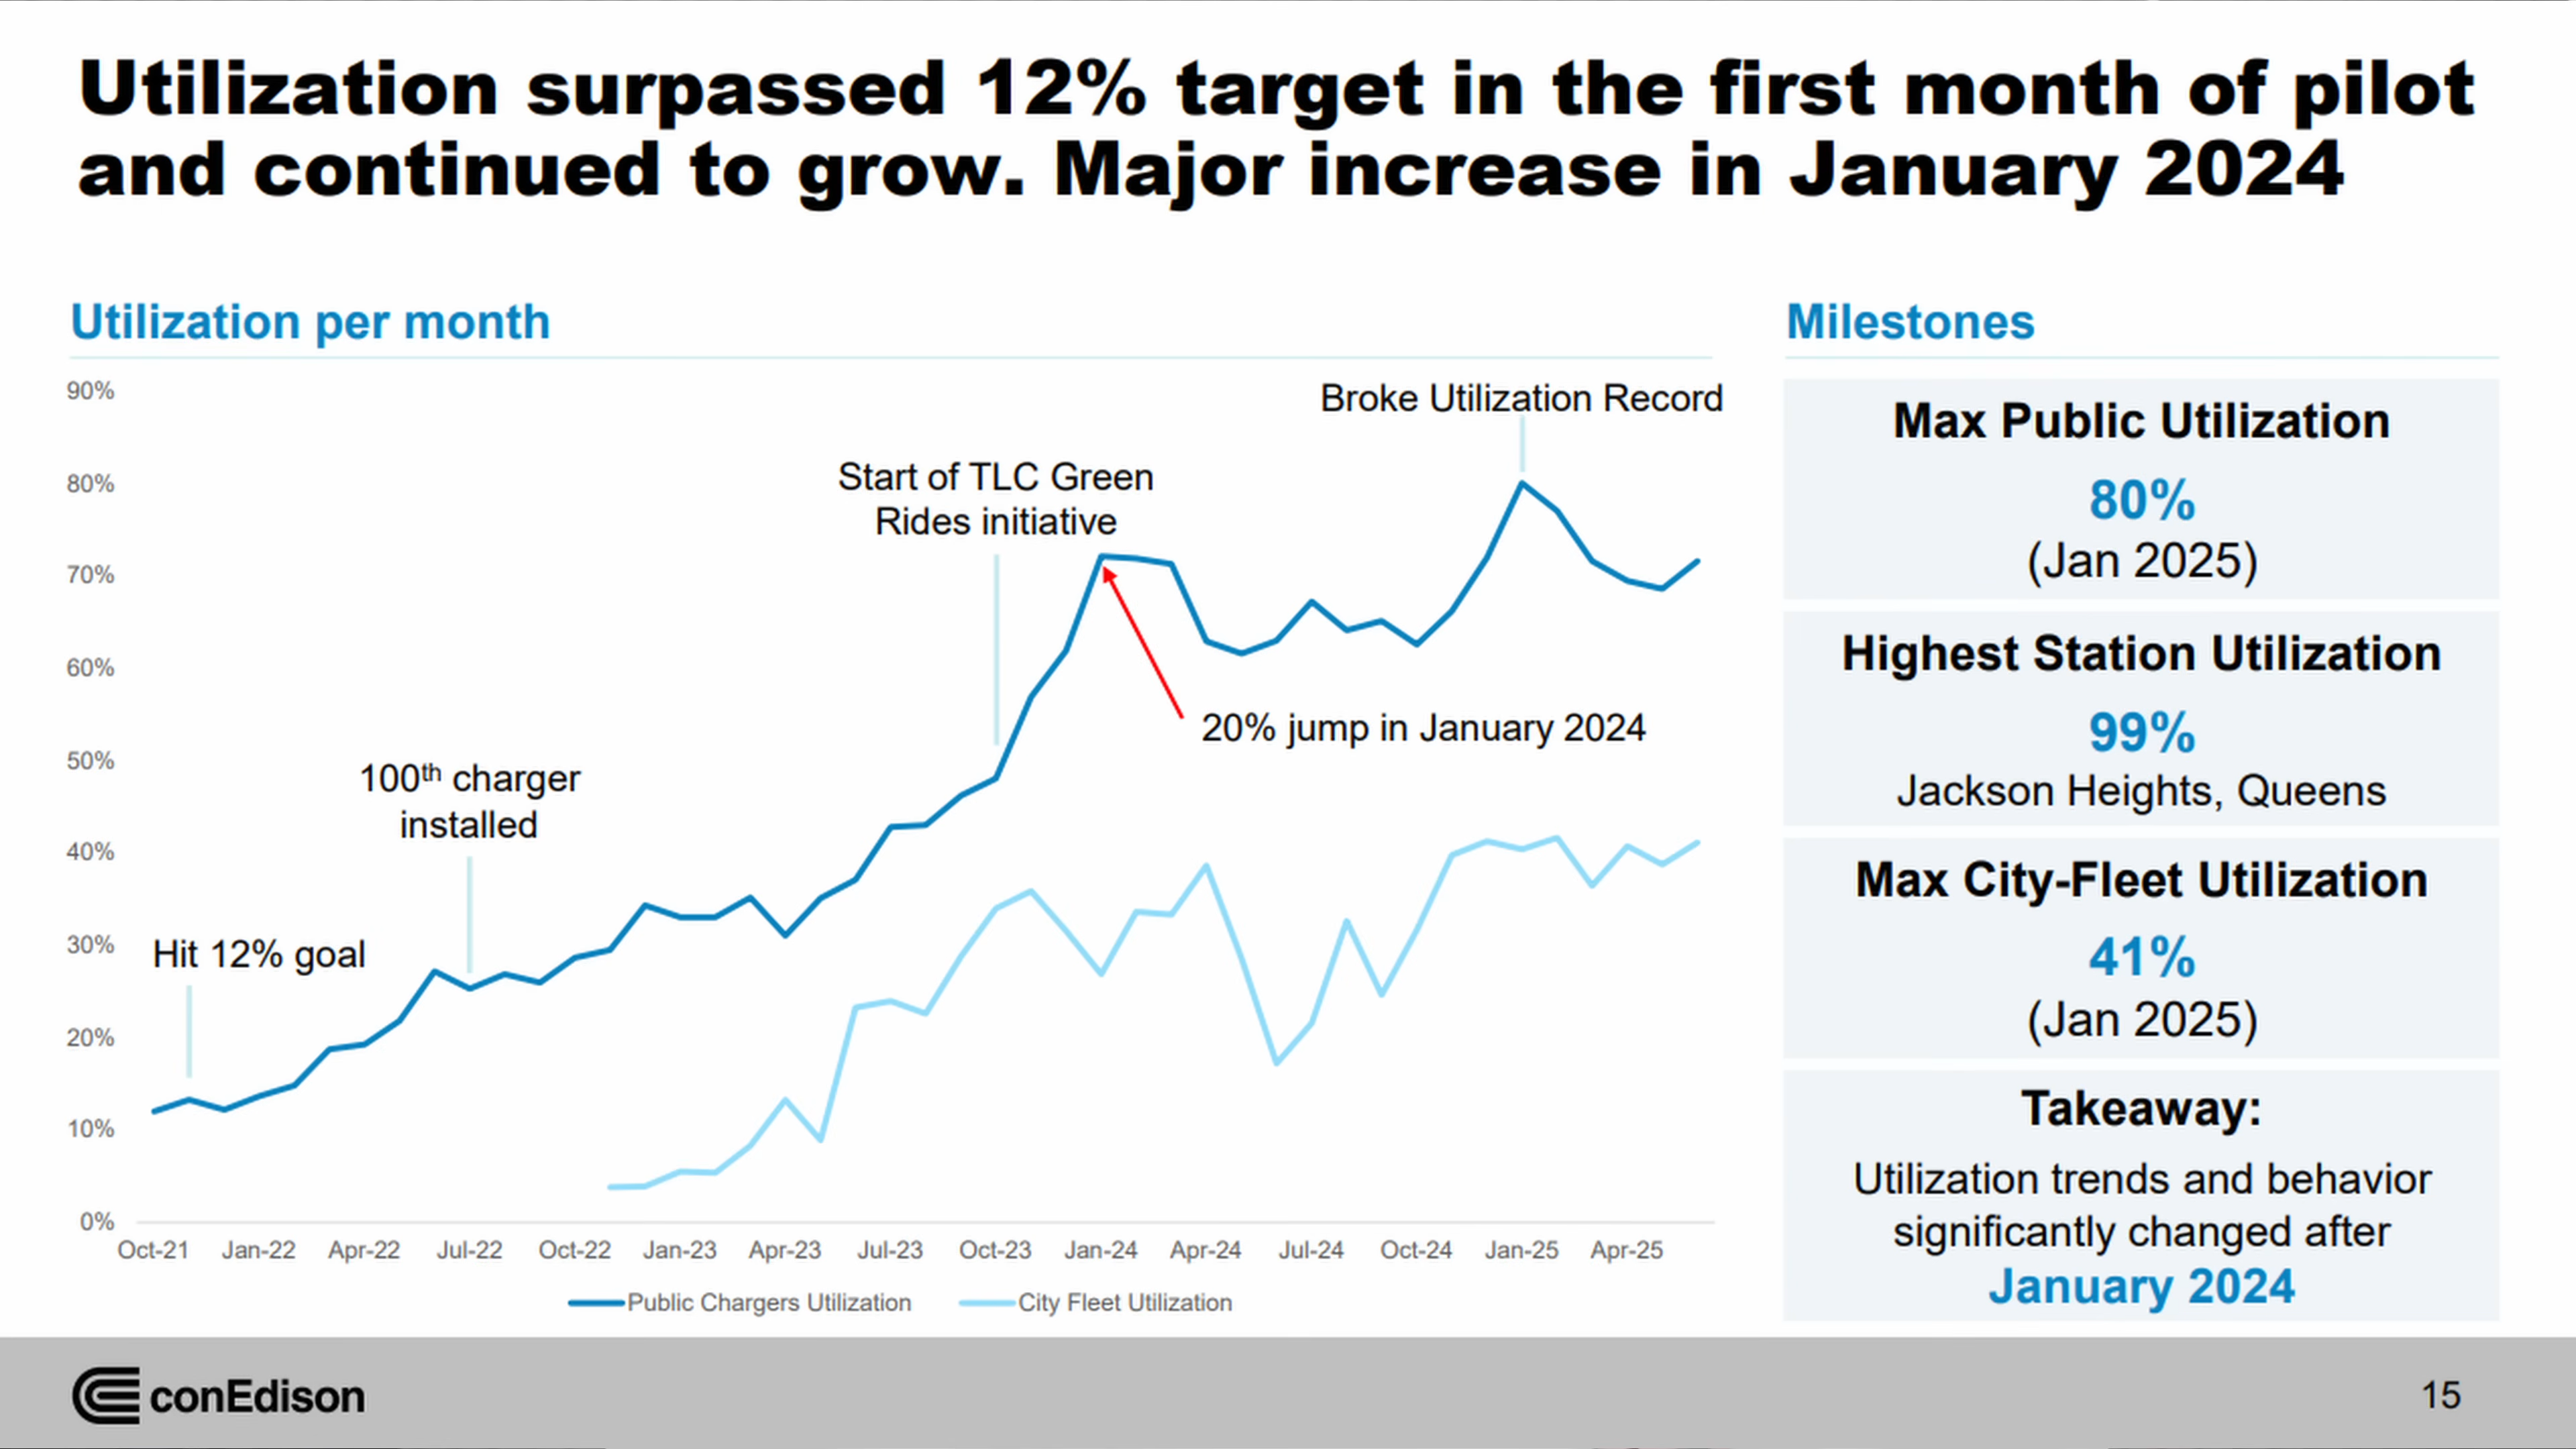 Utilization surpassed 12% target in the first month of pilot
and continued to grow. Major increase in January 2024
Utilization per month
90%
80%
70%
60%
50%
40%
30%
20%
10%
0%
Hit 12% goal
100th charger
installed
Start of TLC Green
Rides initiative
Broke Utilization Record
20% jump in January 2024
Oct-21 Jan-22 Apr-22 Jul-22 Oct-22 Jan-23 Apr-23 Jul-23 Oct-23 Jan-24 Apr-24 Jul-24 Oct-24 Jan-25 Apr-25
Public Chargers Utilization City Fleet Utilization
Milestones
Max Public Utilization
80%
(Jan 2025)
Highest Station Utilization
99%
Jackson Heights, Queens
Max City-Fleet Utilization
41%
(Jan 2025)
Takeaway:
Utilization trends and behavior
significantly changed after
January 2024
conEdison
15